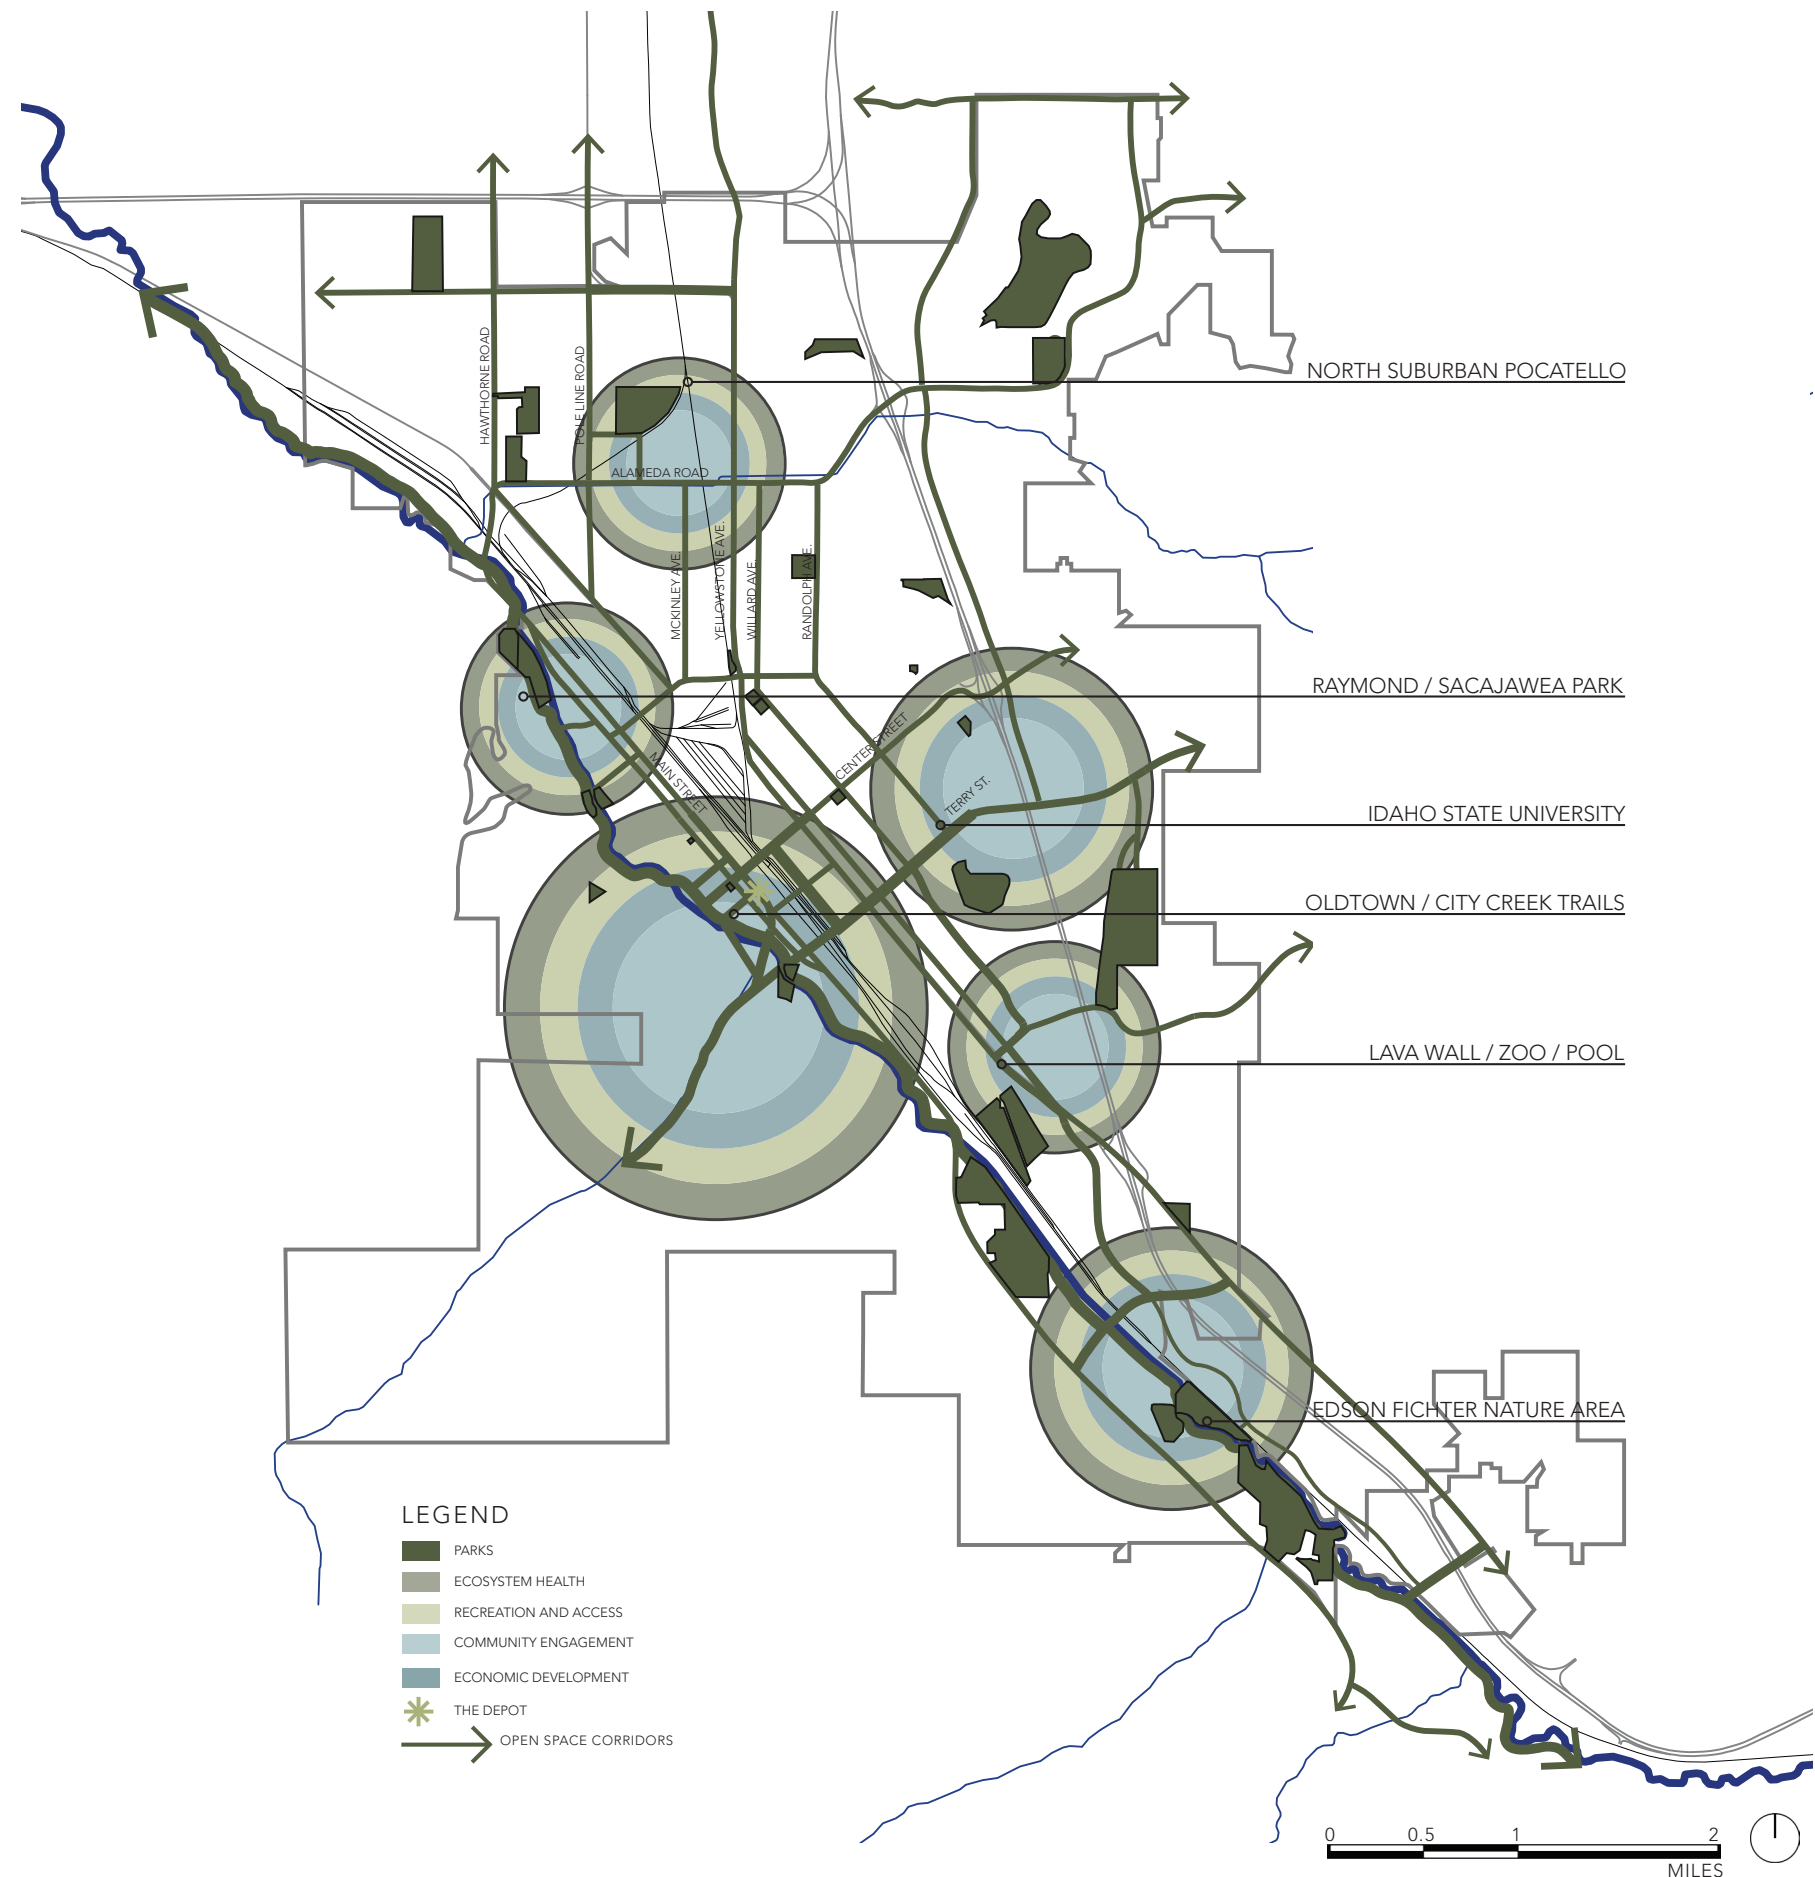 HAWTHORNE ROAD
POLE LINE ROAD
NORTH SUBURBAN POCATELLO
ALAMEDA ROAD
MCKINLEY AVE.
YELLOWSTONE AVE.
WILLARD AVE.
RANDOLPH AVE.
RAYMOND / SACAJAWEA PARK
MAIN STREET
CENTER STREET
TERRY ST.
IDAHO STATE UNIVERSITY
OLDTOWN / CITY CREEK TRAILS
LAVA WALL / ZOO / POOL
EDSON FICHTER NATURE AREA
LEGEND
PARKS
ECOSYSTEM HEALTH
RECREATION AND ACCESS
COMMUNITY ENGAGEMENT
ECONOMIC DEVELOPMENT
THE DEPOT
OPEN SPACE CORRIDORS
0 0.5 1 2
MILES